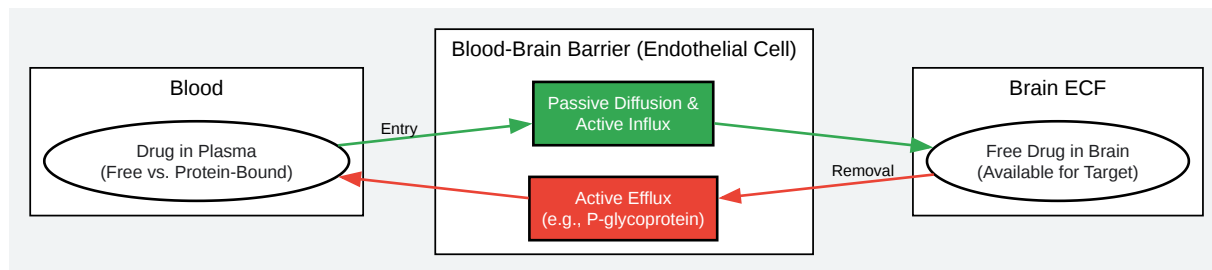 Blood
Drug in Plasma
(Free vs. Protein-Bound)
Entry
Blood-Brain Barrier (Endothelial Cell)
Passive Diffusion &
Active Influx
Active Efflux
(e.g., P-glycoprotein)
Removal
Brain ECF
Free Drug in Brain
(Available for Target)